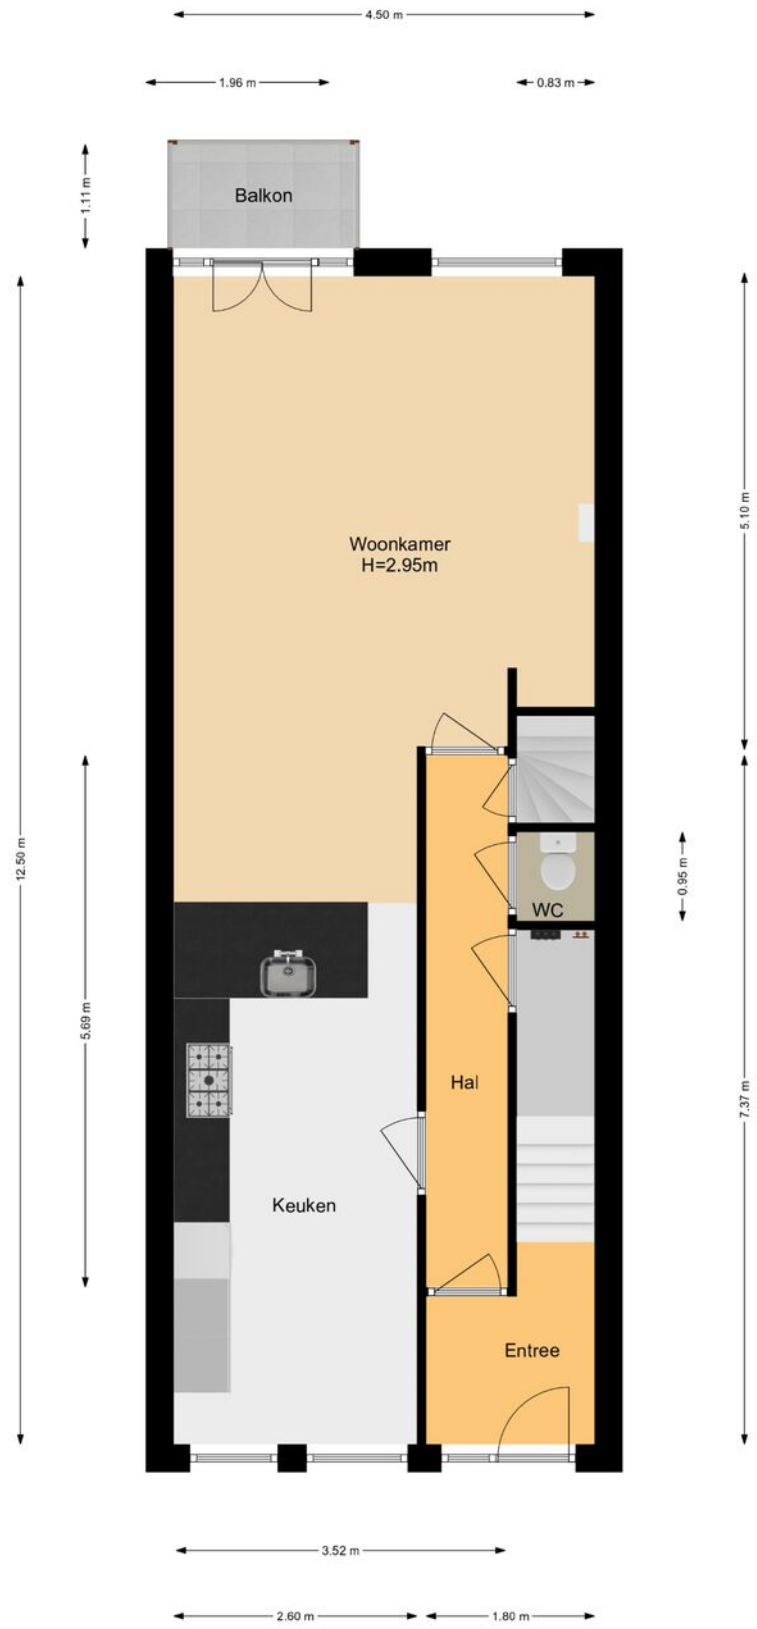 4.50 m
1.96 m
0.83 m
1.11 m
Balkon
5.10 m
Woonkamer
H=2.95m
12.50 m
0.95 m
WC
5.69 m
Hal
7.37 m
Keuken
Entree
3.52 m
2.60 m
1.80 m